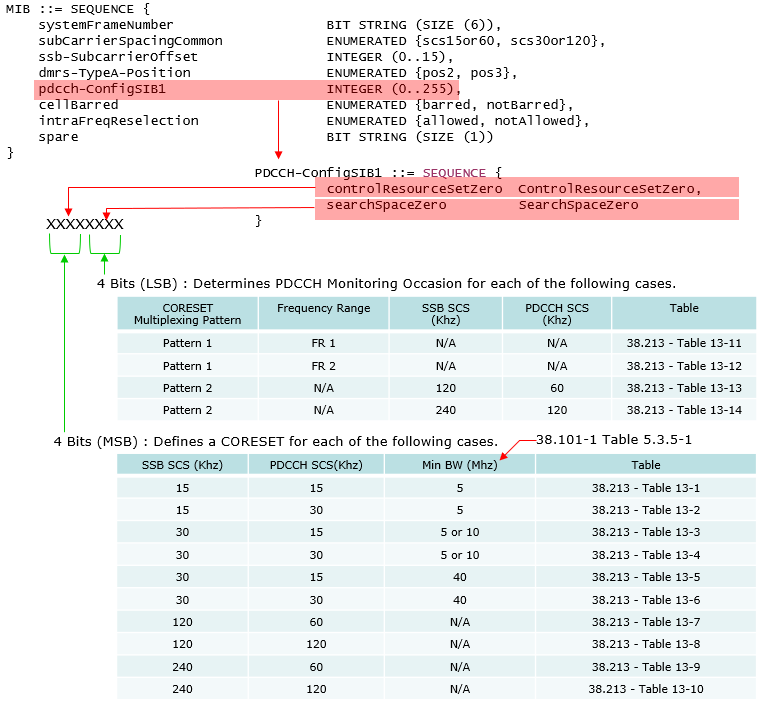 MIB ::= SEQUENCE {
systemFrameNumber BIT STRING (SIZE (6)),
subCarrierSpacingCommon ENUMERATED {scs15or60, scs30or120},
ssb-SubcarrierOffset INTEGER (0..15),
dmrs-TypeA-Position ENUMERATED {pos2, pos3},
pdcch-ConfigSIB1 INTEGER (0..255),
cellBarred ENUMERATED {barred, notBarred},
intraFreqReselection ENUMERATED {allowed, notAllowed},
spare BIT STRING (SIZE (1))
}
PDCCH-ConfigSIB1 ::= SEQUENCE {
controlResourceSetZero ControlResourceSetZero,
searchSpaceZero SearchSpaceZero
}
XXXXXXXX
4 Bits (LSB) : Determines PDCCH Monitoring Occasion for each of the following cases.
CORESET Multiplexing Pattern Frequency Range SSB SCS (Khz) PDCCH SCS (Khz) Table
Pattern 1 FR 1 N/A N/A 38.213 - Table 13-11
Pattern 1 FR 2 N/A N/A 38.213 - Table 13-12
Pattern 2 N/A 120 60 38.213 - Table 13-13
Pattern 2 N/A 240 120 38.213 - Table 13-14
4 Bits (MSB) : Defines a CORESET for each of the following cases.
38.101-1 Table 5.3.5-1
SSB SCS (Khz) PDCCH SCS(Khz) Min BW (Mhz) Table
15 15 5 38.213 - Table 13-1
15 30 5 38.213 - Table 13-2
30 15 5 or 10 38.213 - Table 13-3
30 30 5 or 10 38.213 - Table 13-4
30 15 40 38.213 - Table 13-5
30 30 40 38.213 - Table 13-6
120 60 N/A 38.213 - Table 13-7
120 120 N/A 38.213 - Table 13-8
240 60 N/A 38.213 - Table 13-9
240 120 N/A 38.213 - Table 13-10